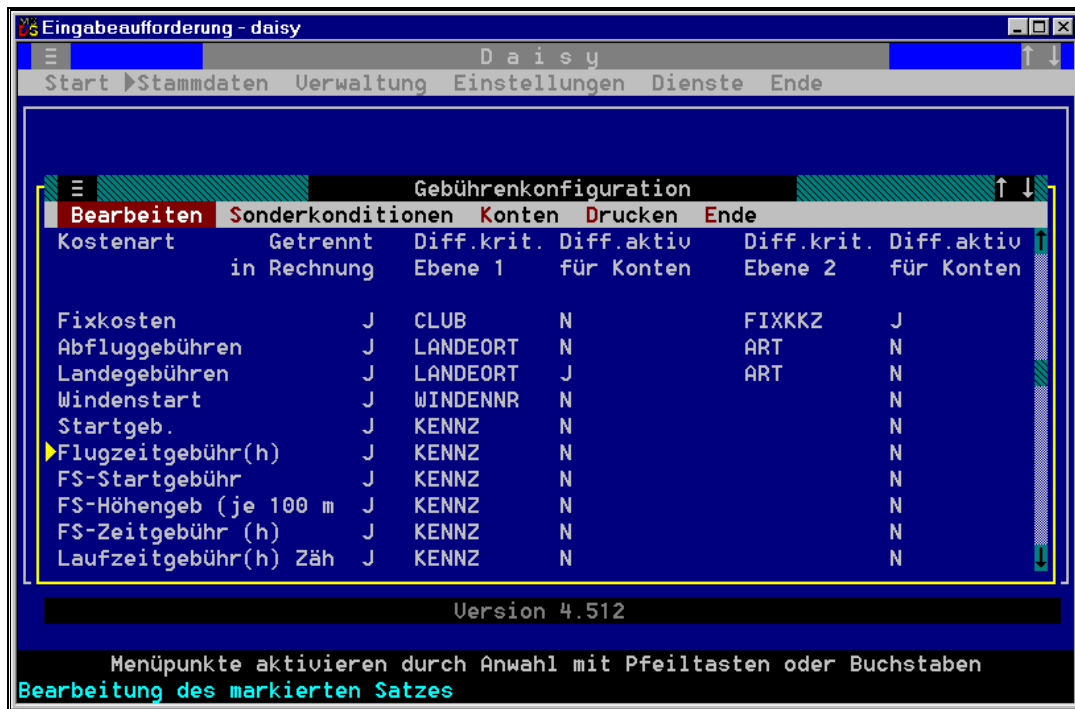 Eingabeaufforderung - daisy
D a i s y ↑ ↓
Start ▶Stammdaten Verwaltung Einstellungen Dienste Ende
Gebührenkonfiguration ↑ ↓
Bearbeiten Sonderkonditionen Konten Drucken Ende
Kostenart Getrennt Diff.krit. Diff.aktiv Diff.krit. Diff.aktiv
in Rechnung Ebene 1 für Konten Ebene 2 für Konten
Fixkosten J CLUB N FIXKKZ J
Abfluggebühren J LANDEORT N ART N
Landegebühren J LANDEORT J ART N
Windenstart J WINDENNR N N
Startgeb. J KENNZ N N
▶Flugzeitgebühr(h) J KENNZ N N
FS-Startgebühr J KENNZ N N
FS-Höhengeb (je 100 m J KENNZ N N
FS-Zeitgebühr (h) J KENNZ N N
Laufzeitgebühr(h) Zäh J KENNZ N N
Version 4.512
Menüpunkte aktivieren durch Anwahl mit Pfeiltasten oder Buchstaben
Bearbeitung des markierten Satzes